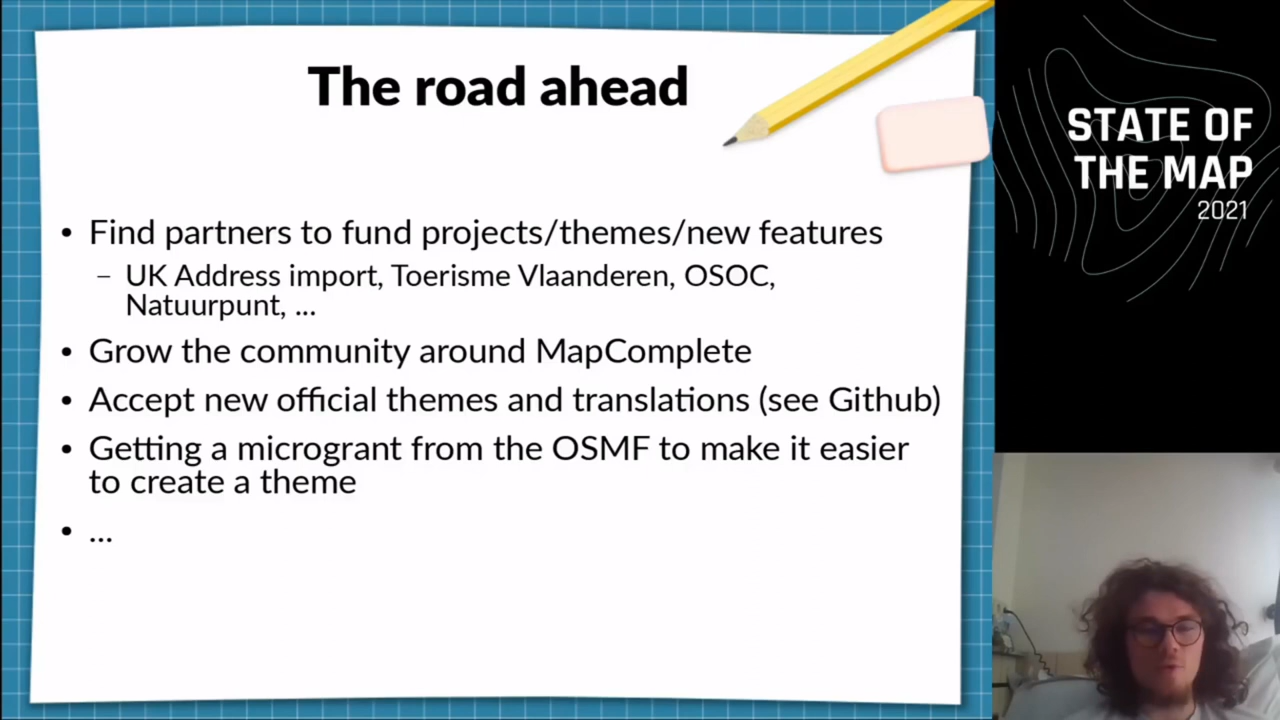 The road ahead
• Find partners to fund projects/themes/new features
– UK Address import, Toerisme Vlaanderen, OSOC,
Natuurpunt, ...
• Grow the community around MapComplete
• Accept new official themes and translations (see Github)
• Getting a microgrant from the OSMF to make it easier
to create a theme
• ...
STATE OF
THE MAP
2021